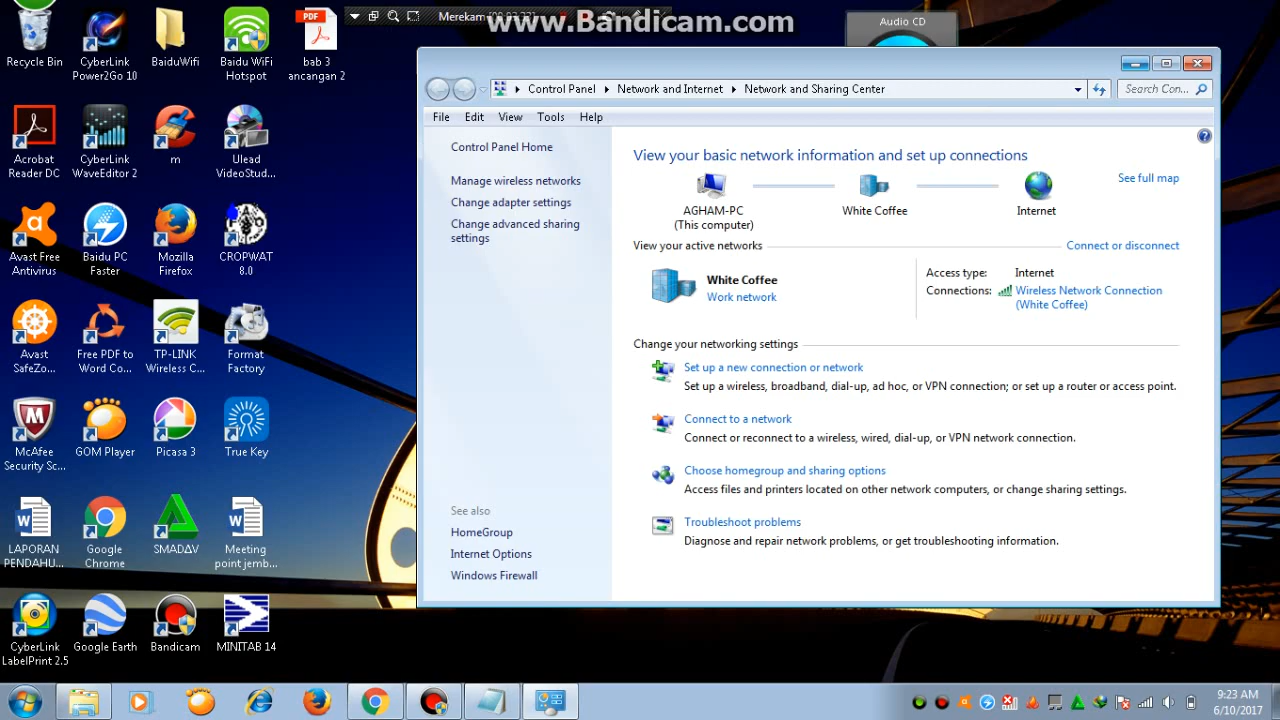 www.Bandicam.com
Audio CD
Recycle Bin
CyberLink
Power2Go 10
BaiduWifi
Baidu WiFi
Hotspot
PDF
bab 3
ancangan 2
Acrobat
Reader DC
CyberLink
WaveEditor 2
m
Ulead
VideoStud...
Avast Free
Antivirus
Baidu PC
Faster
Mozilla
Firefox
CROPWAT
8.0
Avast
SafeZo...
Free PDF to
Word Co...
TP-LINK
Wireless C...
Format
Factory
McAfee
Security Sc...
GOM Player
Picasa 3
True Key
LAPORAN
PENDAHU...
Google
Chrome
SMADΔV
Meeting
point jemb...
CyberLink
LabelPrint 2.5
Google Earth
Bandicam
MINITAB 14
Control Panel
Network and Internet
Network and Sharing Center
Search Con...
File Edit View Tools Help
Control Panel Home
Manage wireless networks
Change adapter settings
Change advanced sharing
settings
See also
HomeGroup
Internet Options
Windows Firewall
View your basic network information and set up connections
See full map
AGHAM-PC
(This computer)
White Coffee
Internet
View your active networks
Connect or disconnect
White Coffee
Work network
Access type: Internet
Connections: Wireless Network Connection
(White Coffee)
Change your networking settings
Set up a new connection or network
Set up a wireless, broadband, dial-up, ad hoc, or VPN connection; or set up a router or access point.
Connect to a network
Connect or reconnect to a wireless, wired, dial-up, or VPN network connection.
Choose homegroup and sharing options
Access files and printers located on other network computers, or change sharing settings.
Troubleshoot problems
Diagnose and repair network problems, or get troubleshooting information.
9:23 AM
6/10/2017